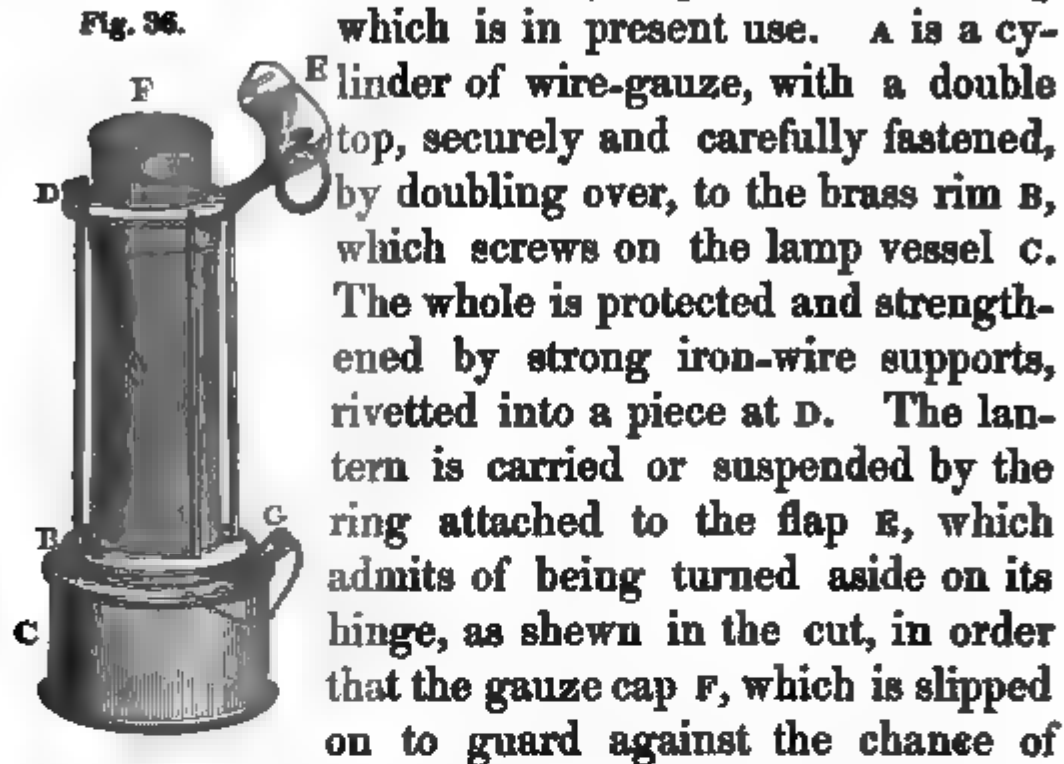 Fig. 36.
which is in present use. A is a cy-
linder of wire-gauze, with a double
top, securely and carefully fastened,
by doubling over, to the brass rim B,
which screws on the lamp vessel C.
The whole is protected and strength-
ened by strong iron-wire supports,
rivetted into a piece at D. The lan-
tern is carried or suspended by the
ring attached to the flap E, which
admits of being turned aside on its
hinge, as shewn in the cut, in order
that the gauze cap F, which is slipped
on to guard against the chance of
F
E
D
B
G
C